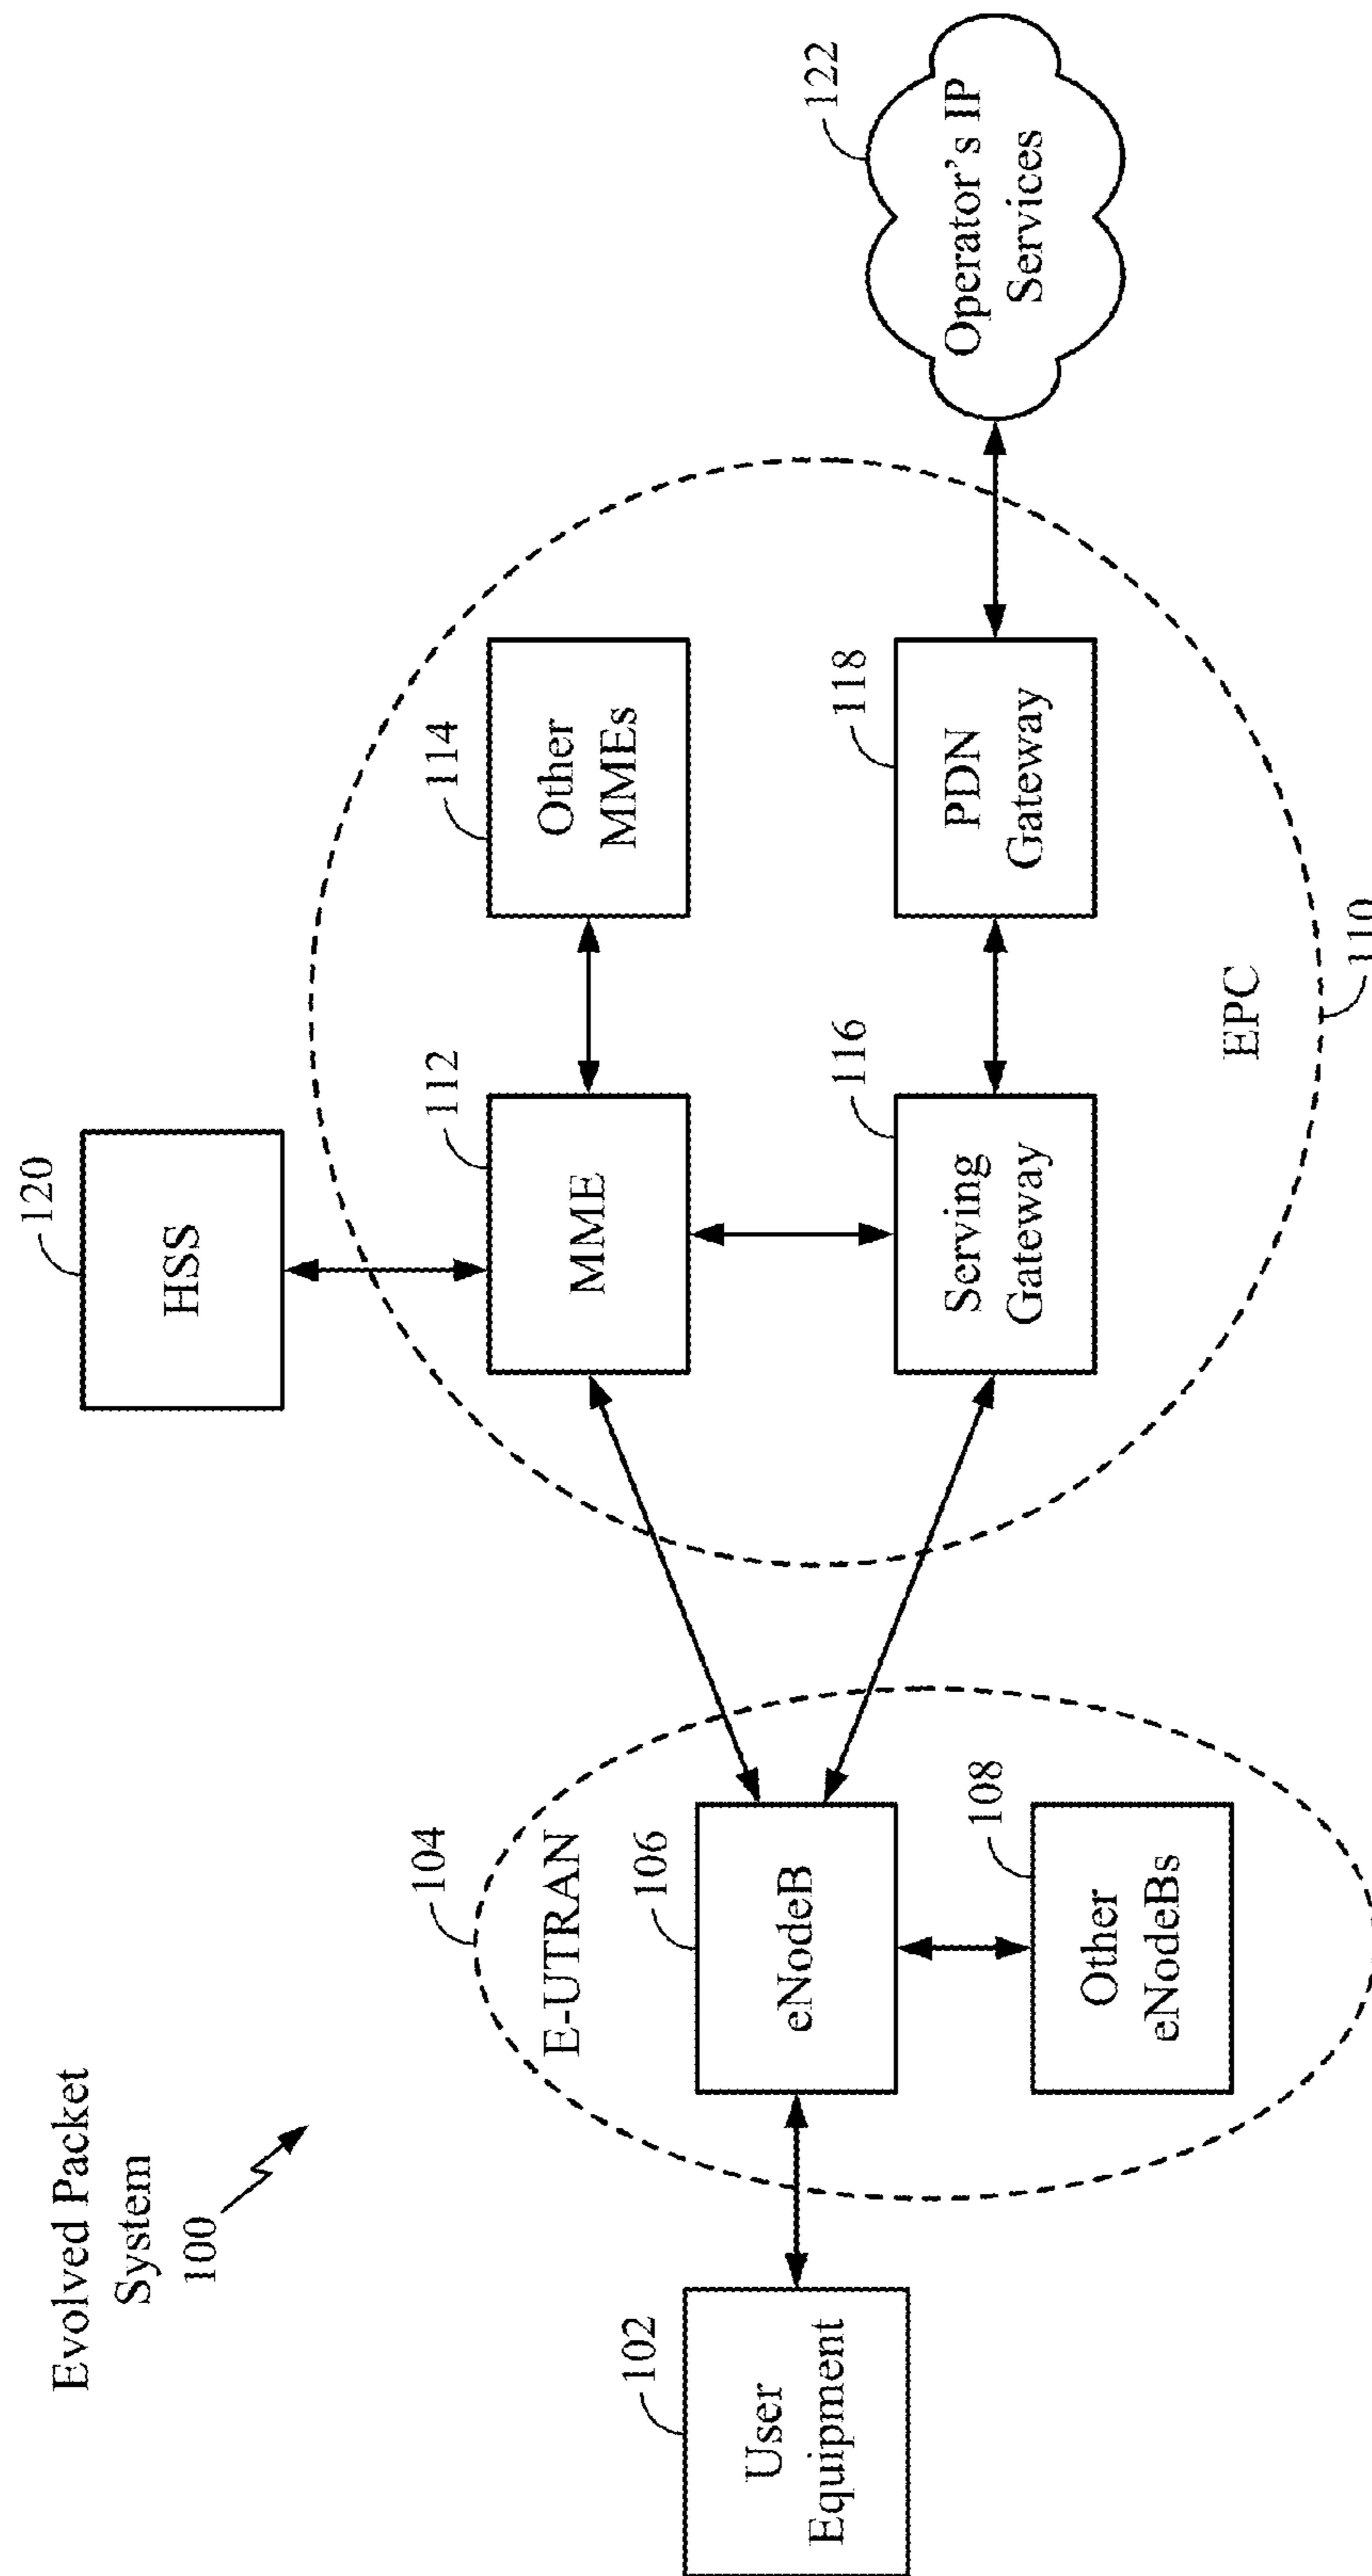 Evolved Packet
System
100
102
User
Equipment
104
E-UTRAN
106
eNodeB
108
Other
eNodeBs
120
HSS
112
MME
114
Other
MMEs
116
Serving
Gateway
118
PDN
Gateway
EPC
110
122
Operator's IP
Services